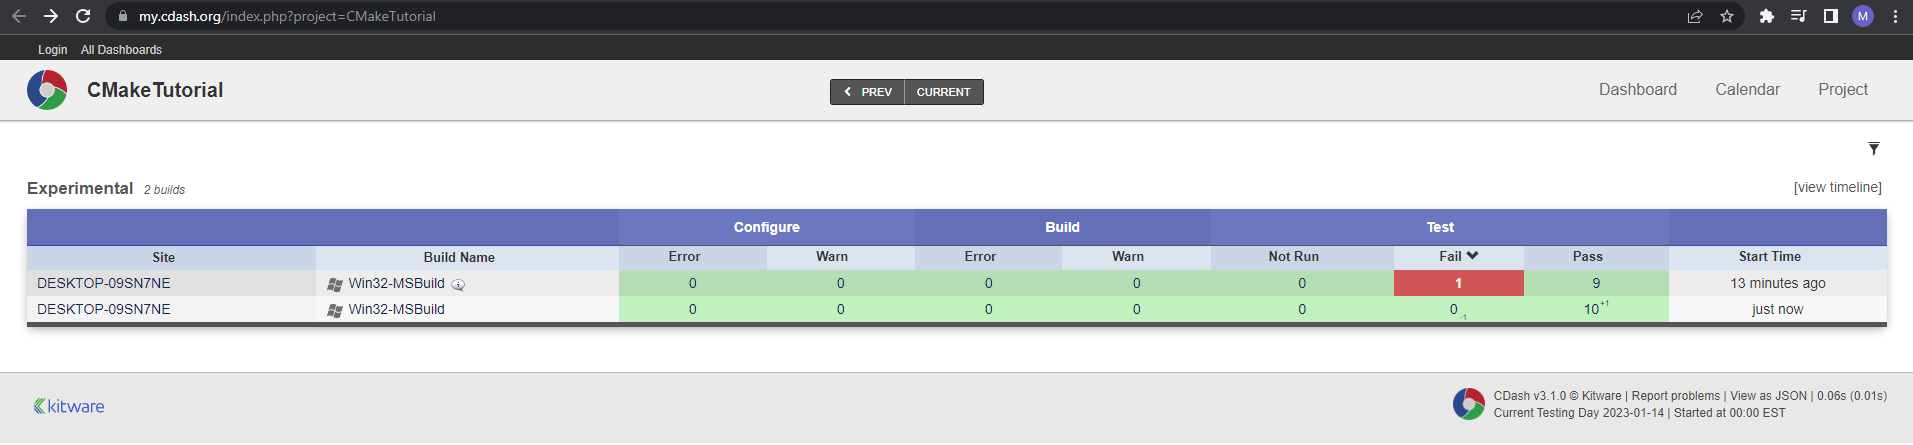 my.cdash.org/index.php?project=CMakeTutorial
M
Login All Dashboards
CMakeTutorial
PREV CURRENT
Dashboard Calendar Project
Experimental 2 builds
[view timeline]
Configure Build Test
Site Build Name Error Warn Error Warn Not Run Fail Pass Start Time
DESKTOP-09SN7NE Win32-MSBuild 0 0 0 0 0 1 9 13 minutes ago
DESKTOP-09SN7NE Win32-MSBuild 0 0 0 0 0 0 -1 10 +1 just now
kitware
CDash v3.1.0 © Kitware | Report problems | View as JSON | 0.06s (0.01s)
Current Testing Day 2023-01-14 | Started at 00:00 EST